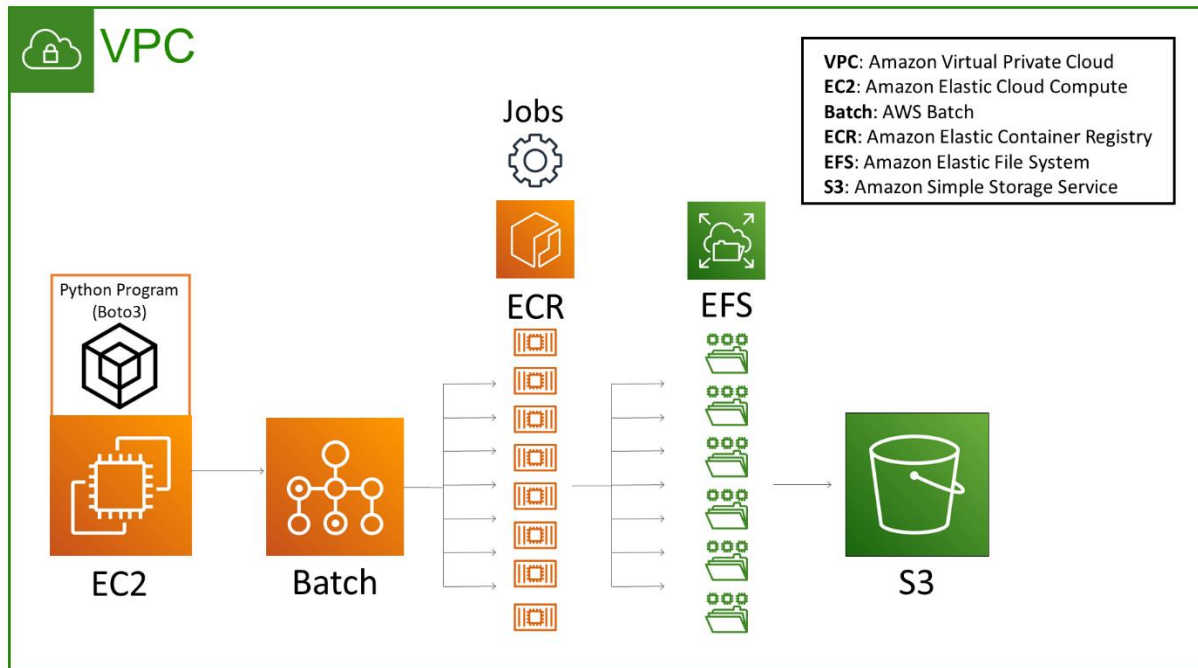 VPC
VPC: Amazon Virtual Private Cloud
EC2: Amazon Elastic Cloud Compute
Batch: AWS Batch
ECR: Amazon Elastic Container Registry
EFS: Amazon Elastic File System
S3: Amazon Simple Storage Service
Jobs
Python Program
(Boto3)
ECR
EFS
EC2
Batch
S3